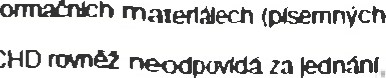 ormačních materiálech (písemných
CHD rovněž neodpovídá za jednání,